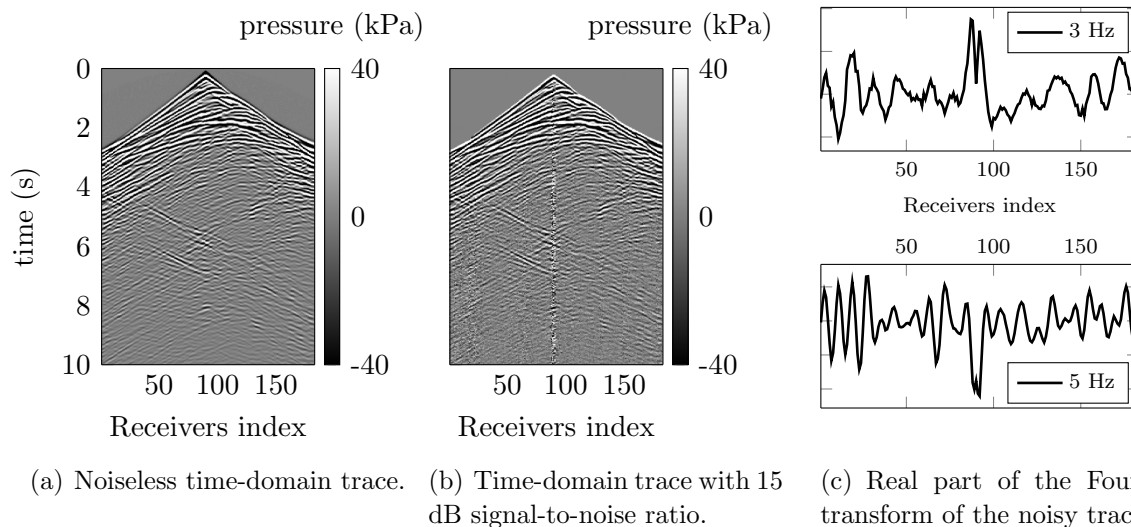 pressure (kPa)
0
2
4
6
8
10
time (s)
50 100 150
Receivers index
40
0
-40
(a) Noiseless time-domain trace.
pressure (kPa)
50 100 150
Receivers index
40
0
-40
(b) Time-domain trace with 15
dB signal-to-noise ratio.
3 Hz
50 100 150
Receivers index
50 100 150
5 Hz
(c) Real part of the Four
transform of the noisy trac